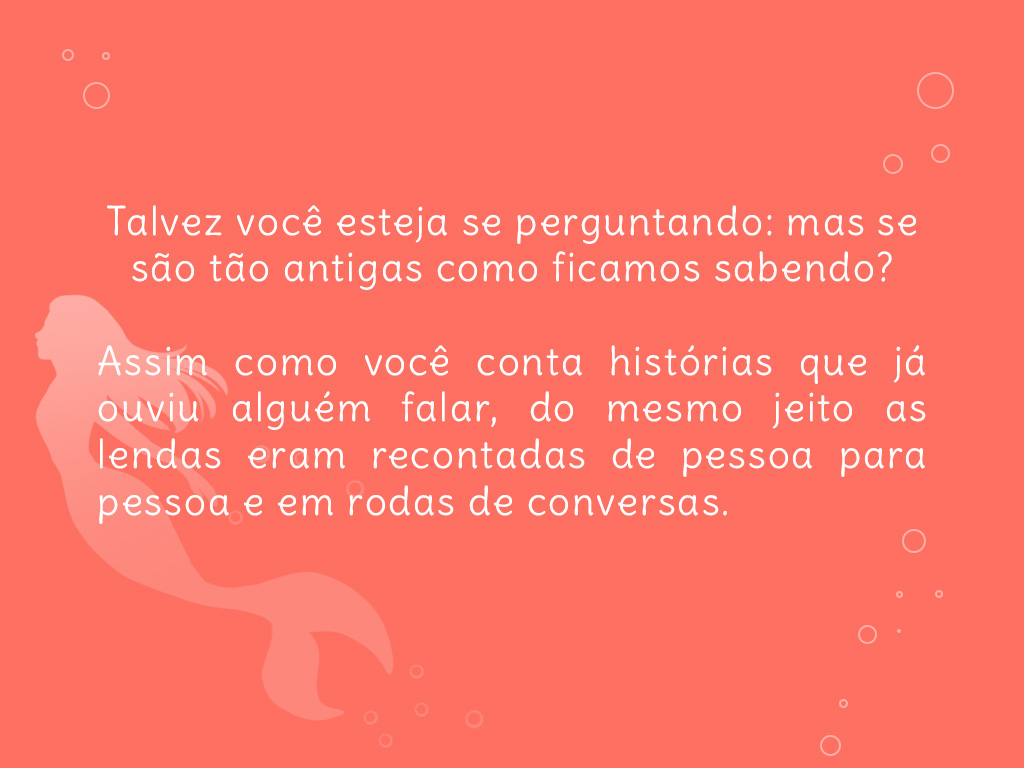 Talvez você esteja se perguntando: mas se
são tão antigas como ficamos sabendo?
Assim como você conta histórias que já
ouviu alguém falar, do mesmo jeito as
lendas eram recontadas de pessoa para
pessoa e em rodas de conversas.